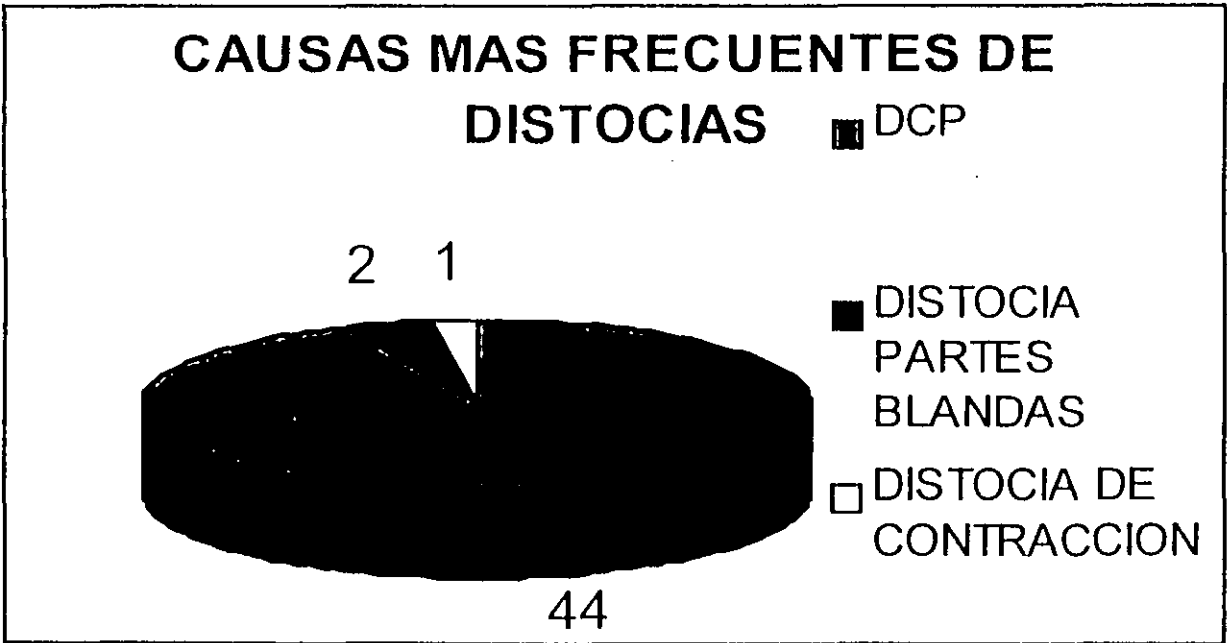 CAUSAS MAS FRECUENTES DE
DISTOCIAS
DCP
2 1
DISTOCIA
PARTES
BLANDAS
DISTOCIA DE
CONTRACCION
44